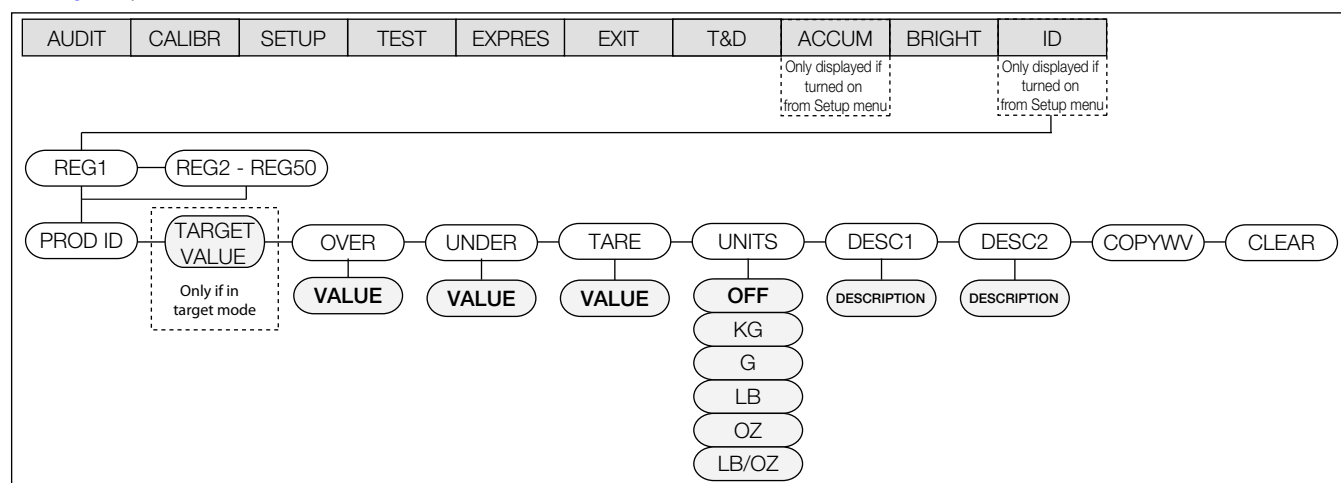 AUDIT CALIBR SETUP TEST EXPRES EXIT T&D ACCUM BRIGHT ID
Only displayed if
turned on
from Setup menu
Only displayed if
turned on
from Setup menu
REG1 REG2 - REG50
PROD ID
TARGET
VALUE
Only if in
target mode
OVER UNDER TARE UNITS DESC1 DESC2 COPYWV CLEAR
VALUE VALUE VALUE OFF DESCRIPTION DESCRIPTION
KG
G
LB
OZ
LB/OZ